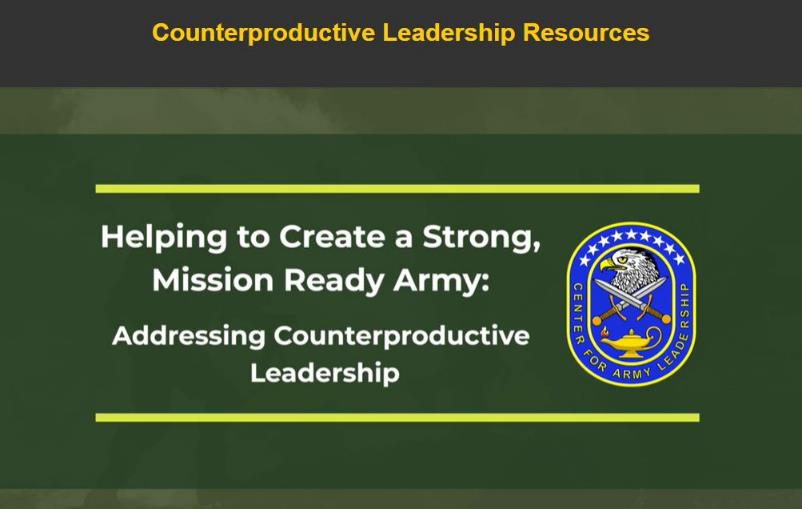 Counterproductive Leadership Resources
Helping to Create a Strong,
Mission Ready Army:
Addressing Counterproductive
Leadership
CENTER FOR ARMY LEADERSHIP